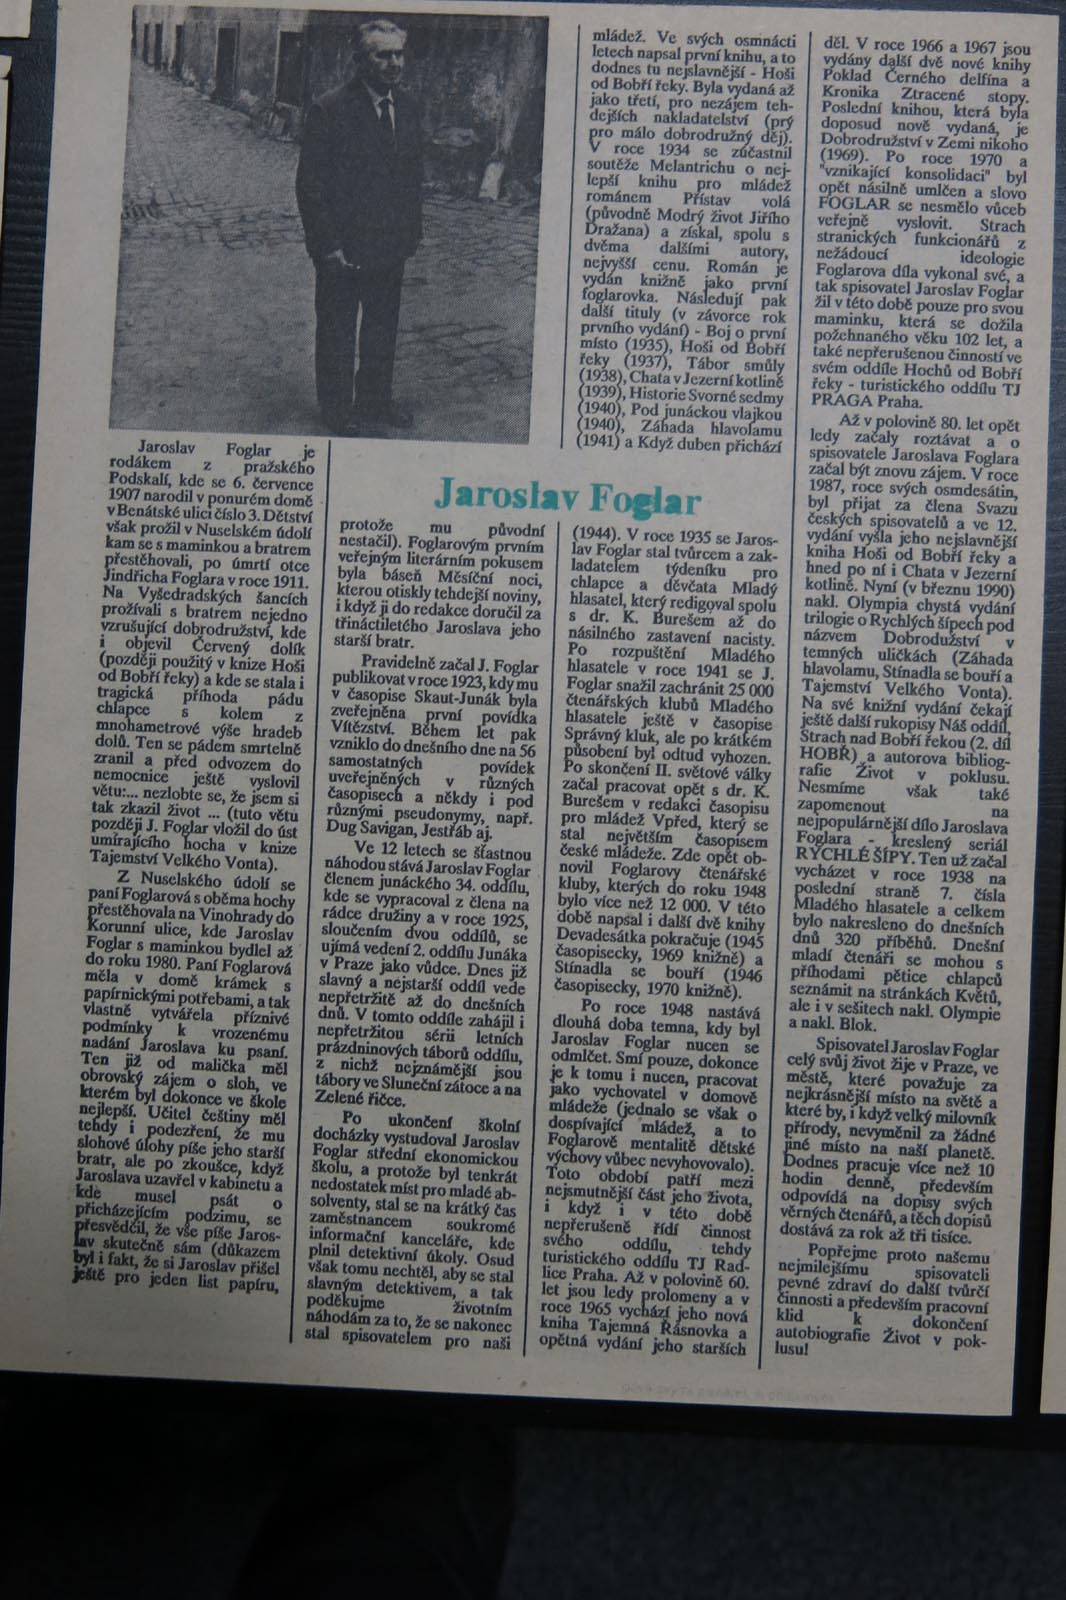 Jaroslav Foglar
Jaroslav Foglar je
rodákem z pražského
Podskalí, kde se 6. července
1907 narodil v ponurém domě
v Benátské ulici číslo 3. Dětství
však prožil v Nuselském údolí
kam se s maminkou a bratrem
přestěhovali, po úmrtí otce
Jindřicha Foglara v roce 1911.
Na Vyšedradských šancích
prožívali s bratrem nejedno
vzrušující dobrodružství, kde
i objevil Červený dolík
(později použitý v knize Hoši
od Bobří řeky) a kde se stala i
tragická příhoda pádu
chlapce s kolem z
mnohametrové výše hradeb
dolů. Ten se pádem smrtelně
zranil a před odvozem do
nemocnice ještě vyslovil
větu:... nezlobte se, že jsem si
tak zkazil život ... (tuto větu
později J. Foglar vložil do úst
umírajícího hocha v knize
Tajemství Velkého Vonta).
Z Nuselského údolí se
paní Foglarová s oběma hochy
přestěhovala na Vinohrady do
Korunní ulice, kde Jaroslav
Foglar s maminkou bydlel až
do roku 1980. Paní Foglarová
měla v domě krámek s
papírnickými potřebami, a tak
vlastně vytvářela příznivé
podmínky k vrozenému
nadání Jaroslava ku psaní.
Ten již od malička měl
obrovský zájem o sloh, ve
kterém byl dokonce ve škole
nejlepší. Učitel češtiny měl
tehdy i podezření, že mu
slohové úlohy píše jeho starší
bratr, ale po zkoušce, když
Jaroslava uzavřel v kabinetu a
kde musel psát o
přicházejícím podzimu, se
přesvědčil, že vše píše Jaros-
lav skutečně sám (důkazem
byl i fakt, že si Jaroslav přišel
ještě pro jeden list papíru,
protože mu původní
nestačil). Foglarovým prvním
veřejným literárním pokusem
byla báseň Měsíční noci,
kterou otiskly tehdejší noviny,
i když ji do redakce doručil za
třináctiletého Jaroslava jeho
starší bratr.
Pravidelně začal J. Foglar
publikovat v roce 1923, kdy mu
v časopise Skaut-Junák byla
zveřejněna první povídka
Vítězství. Během let pak
vzniklo do dnešního dne na 56
samostatných povídek
uveřejněných v různých
časopisech a někdy i pod
různými pseudonymy, např.
Dug Savigan, Jestřáb aj.
Ve 12 letech se šťastnou
náhodou stává Jaroslav Foglar
členem junáckého 34. oddílu,
kde se vypracoval z člena na
rádce družiny a v roce 1925,
sloučením dvou oddílů, se
ujímá vedení 2. oddílu Junáka
v Praze jako vůdce. Dnes již
slavný a nejstarší oddíl vede
nepřetržitě až do dnešních
dnů. V tomto oddíle zahájil i
nepřetržitou sérii letních
prázdninových táborů oddílu,
z nichž nejznámější jsou
tábory ve Sluneční zátoce a na
Zelené říčce.
Po ukončení školní
docházky vystudoval Jaroslav
Foglar střední ekonomickou
školu, a protože byl tenkrát
nedostatek míst pro mladé ab-
solventy, stal se na krátký čas
zaměstnancem soukromé
informační kanceláře, kde
plnil detektivní úkoly. Osud
však tomu nechtěl, aby se stal
slavným detektivem, a tak
poděkujme životním
náhodám za to, že se nakonec
stal spisovatelem pro naši
mládež. Ve svých osmnácti
letech napsal první knihu, a to
dodnes tu nejslavnější - Hoši
od Bobří řeky. Byla vydaná až
jako třetí, pro nezájem teh-
dejších nakladatelství (prý
pro málo dobrodružný děj).
V roce 1934 se zúčastnil
soutěže Melantrichu o nej-
lepší knihu pro mládež
románem Přístav volá
(původně Modrý život Jiřího
Dražana) a získal, spolu s
dvěma dalšími autory,
nejvyšší cenu. Román je
vydán knižně jako první
foglarovka. Následují pak
další tituly (v závorce rok
prvního vydání) - Boj o první
místo (1935), Hoši od Bobří
řeky (1937), Tábor smůly
(1938), Chata v Jezerní kotlině
(1939), Historie Svorné sedmy
(1940), Pod junáckou vlajkou
(1940), Záhada hlavolamu
(1941) a Když duben přichází
(1944). V roce 1935 se Jaros-
lav Foglar stal tvůrcem a zak-
ladatelem týdeníku pro
chlapce a děvčata Mladý
hlasatel, který redigoval spolu
s dr. K. Burešem až do
násilného zastavení nacisty.
Po rozpuštění Mladého
hlasatele v roce 1941 se J.
Foglar snažil zachránit 25 000
čtenářských klubů Mladého
hlasatele ještě v časopise
Správný kluk, ale po krátkém
působení byl odtud vyhozen.
Po skončení II. světové války
začal pracovat opět s dr. K.
Burešem v redakci časopisu
pro mládež Vpřed, který se
stal největším časopisem
české mládeže. Zde opět ob-
novil Foglarovy čtenářské
kluby, kterých do roku 1948
bylo více než 12 000. V této
době napsal i další dvě knihy
Devadesátka pokračuje (1945
časopisecky, 1969 knižně) a
Stínadla se bouří (1946
časopisecky, 1970 knižně).
Po roce 1948 nastává
dlouhá doba temna, kdy byl
Jaroslav Foglar nucen se
odmlčet. Smí pouze, dokonce
je k tomu i nucen, pracovat
jako vychovatel v domově
mládeže (jednalo se však o
dospívající mládež, a to
Foglarově mentalitě dětské
výchovy vůbec nevyhovovalo).
Toto období patří mezi
nejsmutnější část jeho života,
i když i v této době
nepřerušeně řídí činnost
svého oddílu, tehdy
turistického oddílu TJ Rad-
lice Praha. Až v polovině 60.
let jsou ledy prolomeny a v
roce 1965 vychází jeho nová
kniha Tajemná Řásnovka a
opětná vydání jeho starších
děl. V roce 1966 a 1967 jsou
vydány další dvě nové knihy
Poklad Černého delfína a
Kronika Ztracené stopy.
Poslední knihou, která byla
doposud nově vydaná, je
Dobrodružství v Zemi nikoho
(1969). Po roce 1970 a
"vznikající konsolidaci" byl
opět násilně umlčen a slovo
FOGLAR se nesmělo vůceb
veřejně vyslovit. Strach
stranických funkcionářů z
nežádoucí ideologie
Foglarova díla vykonal své, a
tak spisovatel Jaroslav Foglar
žil v této době pouze pro svou
maminku, která se dožila
požehnaného věku 102 let, a
také nepřerušenou činností ve
svém oddíle Hochů od Bobří
řeky - turistického oddílu TJ
PRAGA Praha.
Až v polovině 80. let opět
ledy začaly roztávat a o
spisovatele Jaroslava Foglara
začal být znovu zájem. V roce
1987, roce svých osmdesátin,
byl přijat za člena Svazu
českých spisovatelů a ve 12.
vydání vyšla jeho nejslavnější
kniha Hoši od Bobří řeky a
hned po ní i Chata v Jezerní
kotlině. Nyní (v březnu 1990)
nakl. Olympia chystá vydání
trilogie o Rychlých šípech pod
názvem Dobrodružství v
temných uličkách (Záhada
hlavolamu, Stínadla se bouří a
Tajemství Velkého Vonta).
Na své knižní vydání čekají
ještě další rukopisy Náš oddíl,
Strach nad Bobří řekou (2. díl
HOBŘ) a autorova bibliog-
rafie Život v poklusu.
Nesmíme však také
zapomenout na
nejpopulárnější dílo Jaroslava
Foglara - kreslený seriál
RYCHLÉ ŠÍPY. Ten už začal
vycházet v roce 1938 na
poslední straně 7. čísla
Mladého hlasatele a celkem
bylo nakresleno do dnešních
dnů 320 příběhů. Dnešní
mladí čtenáři se mohou s
příhodami pětice chlapců
seznámit na stránkách Květů,
ale i v sešitech nakl. Olympie
a nakl. Blok.
Spisovatel Jaroslav Foglar
celý svůj život žije v Praze, ve
městě, které považuje za
nejkrásnější místo na světě a
které by, i když velký milovník
přírody, nevyměnil za žádné
jiné místo na naší planetě.
Dodnes pracuje více než 10
hodin denně, především
odpovídá na dopisy svých
věrných čtenářů, a těch dopisů
dostává za rok až tři tisíce.
Popřejme proto našemu
nejmilejšímu spisovateli
pevné zdraví do další tvůrčí
činnosti a především pracovní
klid k dokončení
autobiografie Život v pok-
lusu!